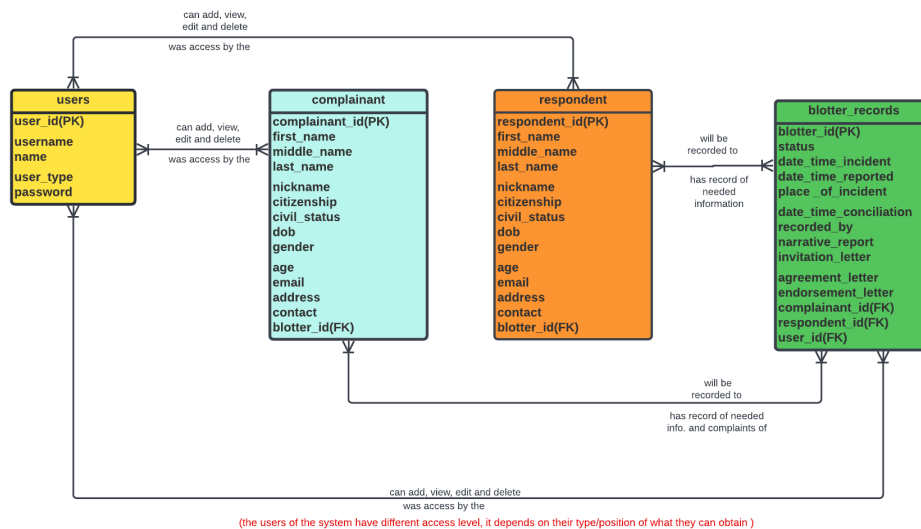 can add, view,
edit and delete
was access by the
users
user_id(PK)
username
name
user_type
password
can add, view,
edit and delete
was access by the
complainant
complainant_id(PK)
first_name
middle_name
last_name
nickname
citizenship
civil_status
dob
gender
age
email
address
contact
blotter_id(FK)
respondent
respondent_id(PK)
first_name
middle_name
last_name
nickname
citizenship
civil_status
dob
gender
age
email
address
contact
blotter_id(FK)
will be
recorded to
has record of
needed
information
blotter_records
blotter_id(PK)
status
date_time_incident
date_time_reported
place _of_incident
date_time_conciliation
recorded_by
narrative_report
invitation_letter
agreement_letter
endorsement_letter
complainant_id(FK)
respondent_id(FK)
user_id(FK)
will be
recorded to
has record of needed
info. and complaints of
can add, view, edit and delete
was access by the
(the users of the system have different access level, it depends on their type/position of what they can obtain )